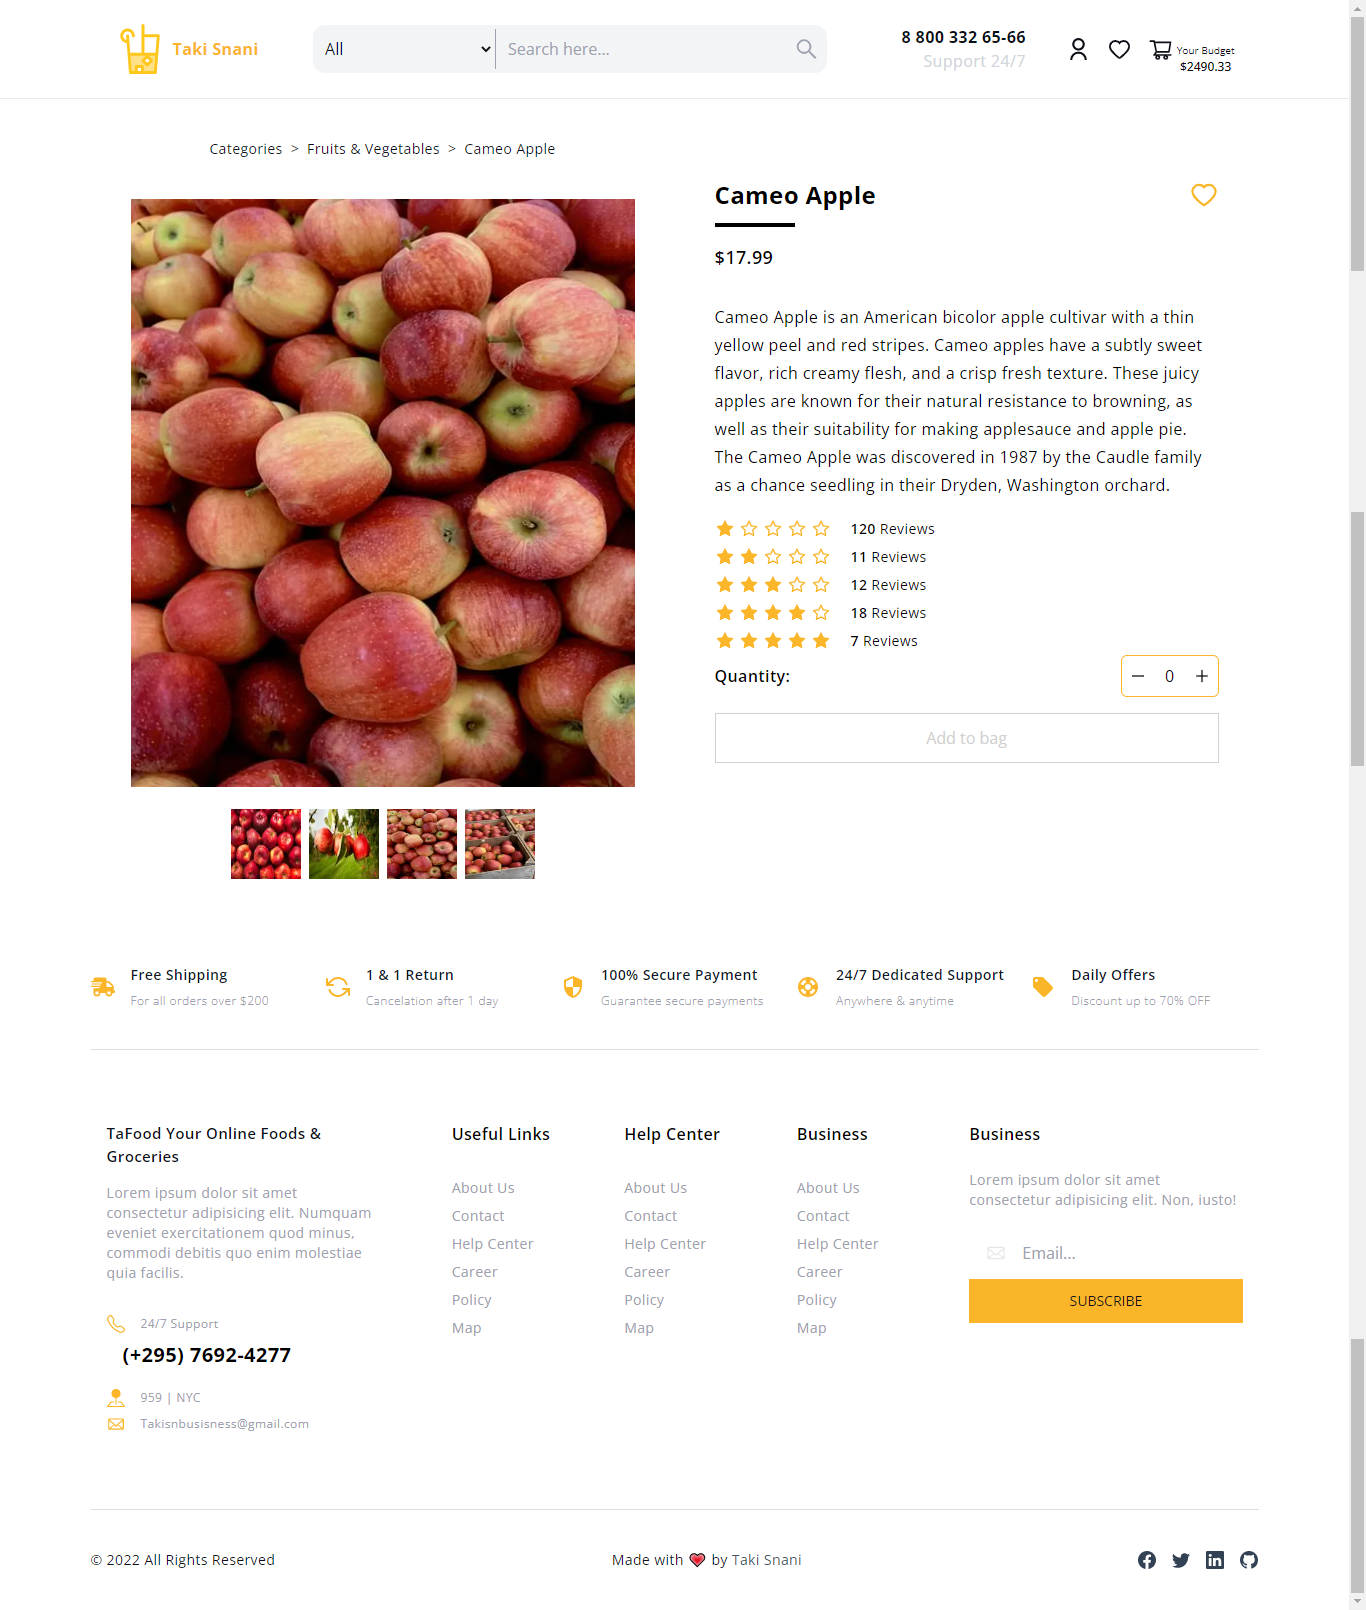 Taki Snani
All
Search here...
8 800 332 65-66
Support 24/7
Your Budget
$2490.33
Categories > Fruits & Vegetables > Cameo Apple
Cameo Apple
$17.99
Cameo Apple is an American bicolor apple cultivar with a thin
yellow peel and red stripes. Cameo apples have a subtly sweet
flavor, rich creamy flesh, and a crisp fresh texture. These juicy
apples are known for their natural resistance to browning, as
well as their suitability for making applesauce and apple pie.
The Cameo Apple was discovered in 1987 by the Caudle family
as a chance seedling in their Dryden, Washington orchard.
120 Reviews
11 Reviews
12 Reviews
18 Reviews
7 Reviews
Quantity:
0
Add to bag
Free Shipping
For all orders over $200
1 & 1 Return
Cancelation after 1 day
100% Secure Payment
Guarantee secure payments
24/7 Dedicated Support
Anywhere & anytime
Daily Offers
Discount up to 70% OFF
TaFood Your Online Foods &
Groceries
Lorem ipsum dolor sit amet
consectetur adipisicing elit. Numquam
eveniet exercitationem quod minus,
commodi debitis quo enim molestiae
quia facilis.
24/7 Support
(+295) 7692-4277
959 | NYC
Takisnbusisness@gmail.com
Useful Links
About Us
Contact
Help Center
Career
Policy
Map
Help Center
About Us
Contact
Help Center
Career
Policy
Map
Business
About Us
Contact
Help Center
Career
Policy
Map
Business
Lorem ipsum dolor sit amet
consectetur adipisicing elit. Non, iusto!
Email...
SUBSCRIBE
© 2022 All Rights Reserved
Made with by Taki Snani